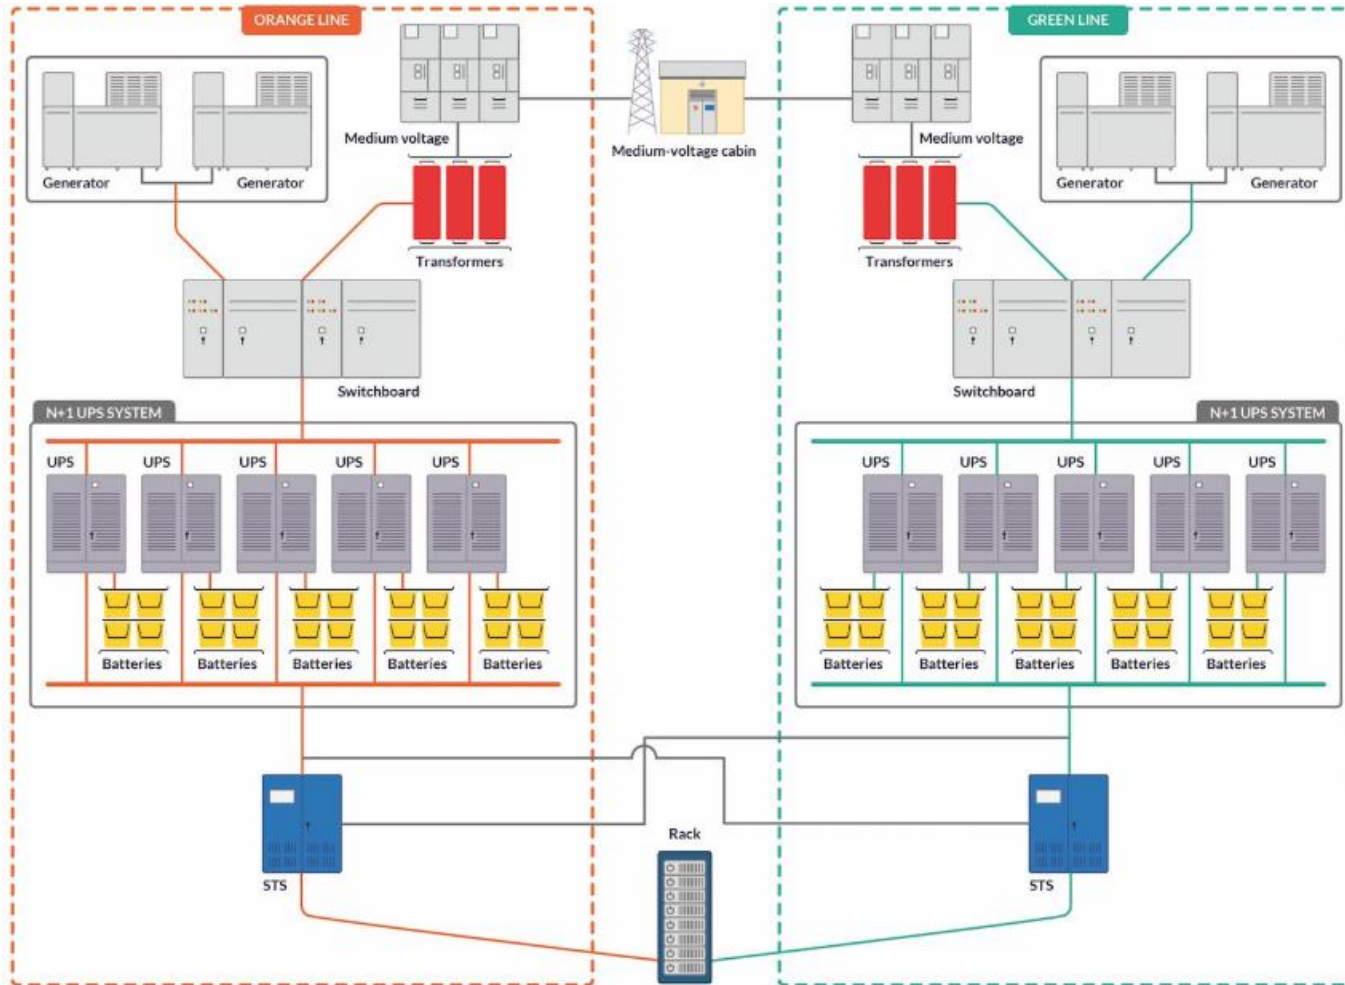 ORANGE LINE
GREEN LINE
Medium voltage
Medium-voltage cabin
Medium voltage
Generator
Generator
Generator
Generator
Transformers
Transformers
Switchboard
Switchboard
N+1 UPS SYSTEM
N+1 UPS SYSTEM
UPS
UPS
UPS
UPS
UPS
UPS
UPS
UPS
UPS
UPS
Batteries
Batteries
Batteries
Batteries
Batteries
Batteries
Batteries
Batteries
Batteries
Batteries
Rack
STS
STS